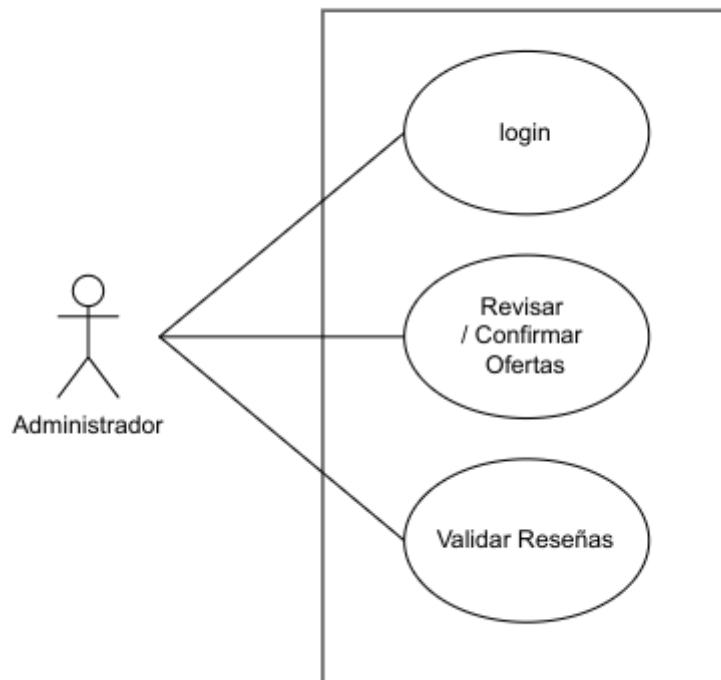 login
Revisar
/ Confirmar
Ofertas
Administrador
Validar Reseñas